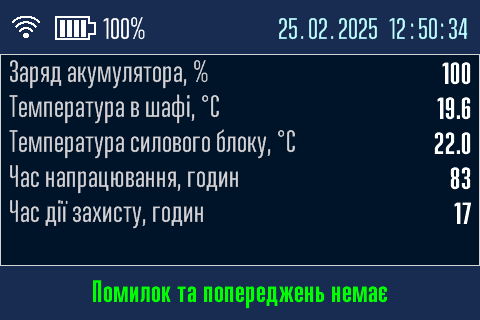 100% 25.02.2025 12:50:34
Заряд акумулятора, % 100
Температура в шафі, °C 19.6
Температура силового блоку, °C 22.0
Час напрацювання, годин 83
Час дії захисту, годин 17
Помилок та попереджень немає